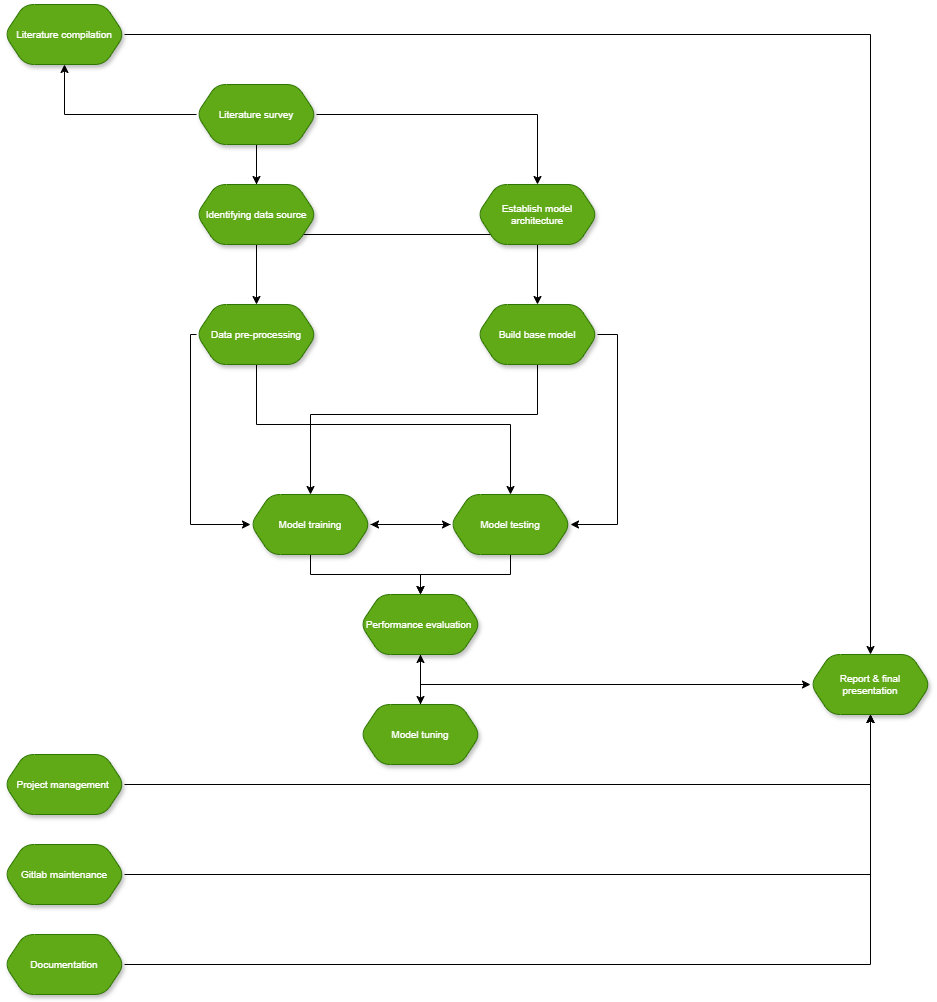 Literature compilation
Literature survey
Identifying data source
Establish model
architecture
Data pre-processing
Build base model
Model training
Model testing
Performance evaluation
Report & final
presentation
Model tuning
Project management
Gitlab maintenance
Documentation